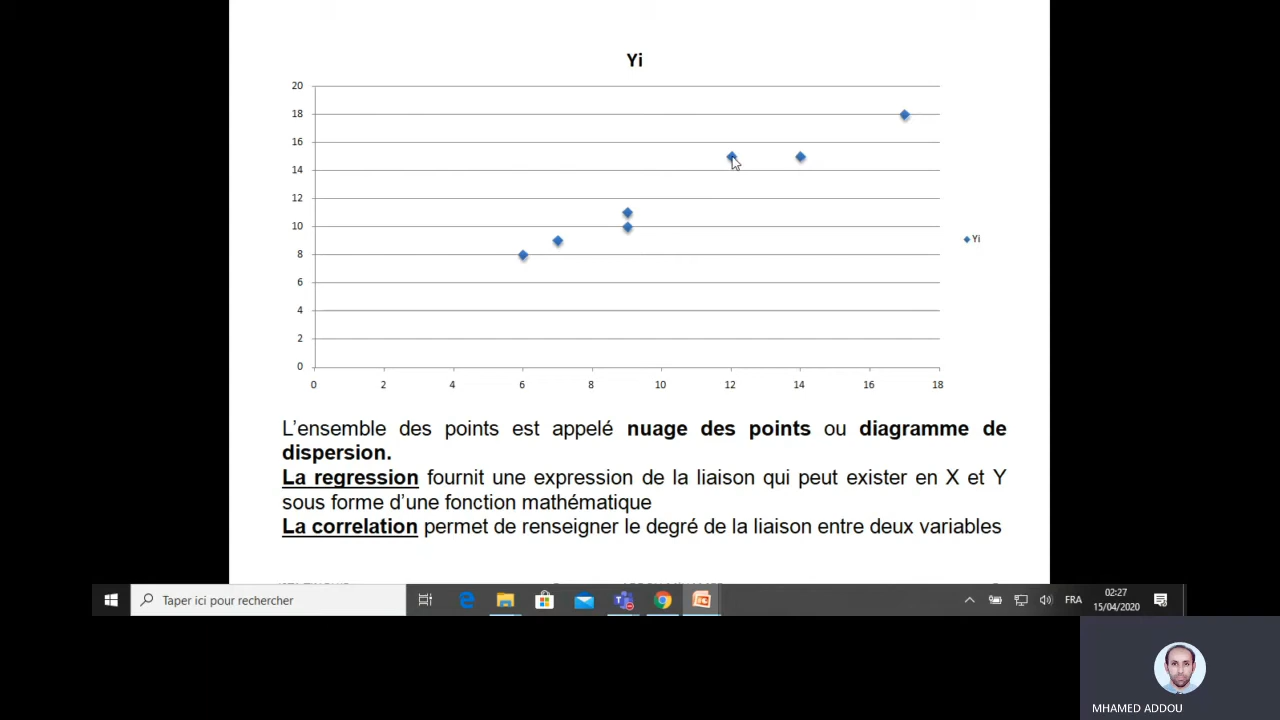 Yi
20
18
16
14
12
10
8
6
4
2
0
0 2 4 6 8 10 12 14 16 18
Yi
L’ensemble des points est appelé nuage des points ou diagramme de
dispersion.
La regression fournit une expression de la liaison qui peut exister en X et Y
sous forme d’une fonction mathématique
La correlation permet de renseigner le degré de la liaison entre deux variables
Taper ici pour rechercher
FRA
02:27
15/04/2020
MHAMED ADDOU